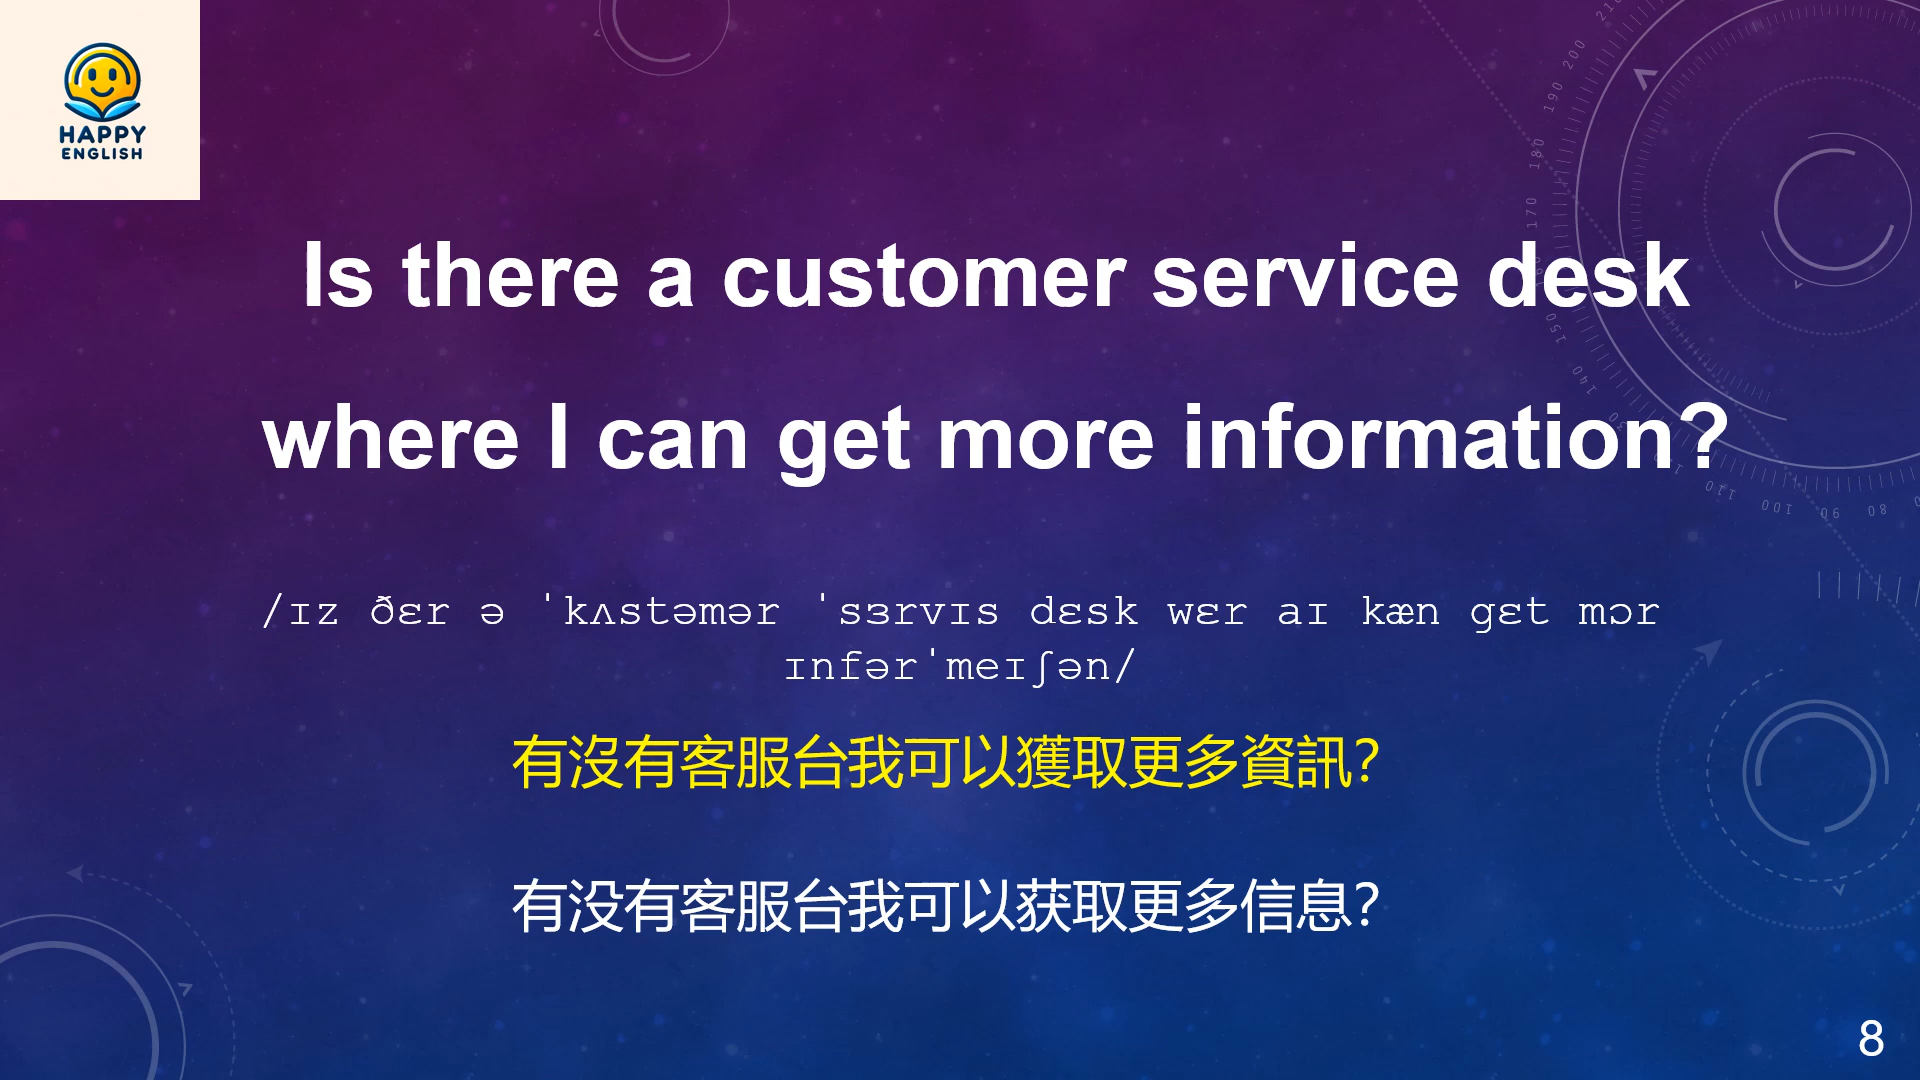 HAPPY
ENGLISH
Is there a customer service desk
where I can get more information?
/ɪz ðɛr ə ˈkʌstəmər ˈsɜrvɪs dɛsk wɛr aɪ kæn gɛt mɔr
ɪnfərˈmeɪʃən/
有沒有客服台我可以獲取更多資訊?
有没有客服台我可以获取更多信息?
8